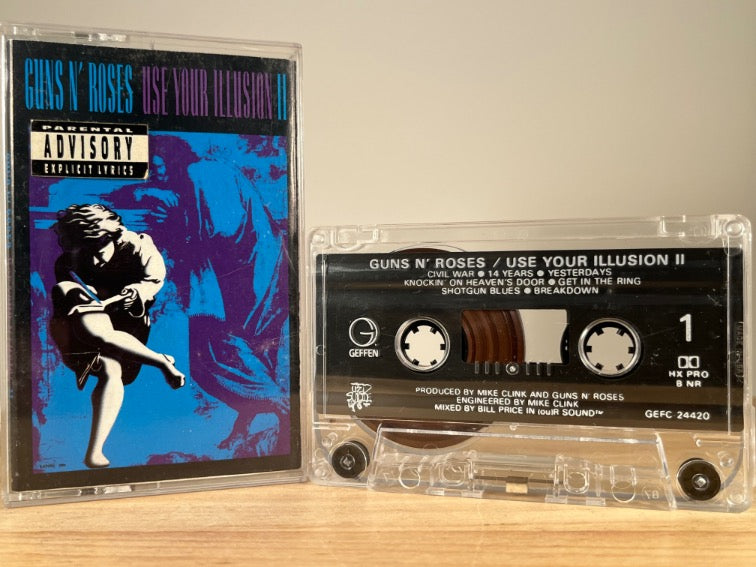 GUNS N' ROSES USE YOUR ILLUSION II
PARENTAL
ADVISORY
EXPLICIT LYRICS
GUNS N' ROSES / USE YOUR ILLUSION II
CIVIL WAR ● 14 YEARS ● YESTERDAYS
KNOCKIN' ON HEAVEN'S DOOR ● GET IN THE RING
SHOTGUN BLUES ● BREAKDOWN
GEFFEN
1
HX PRO
B NR
PRODUCED BY MIKE CLINK AND GUNS N' ROSES
ENGINEERED BY MIKE CLINK
MIXED BY BILL PRICE IN (ou)R SOUND™
GEFC 24420